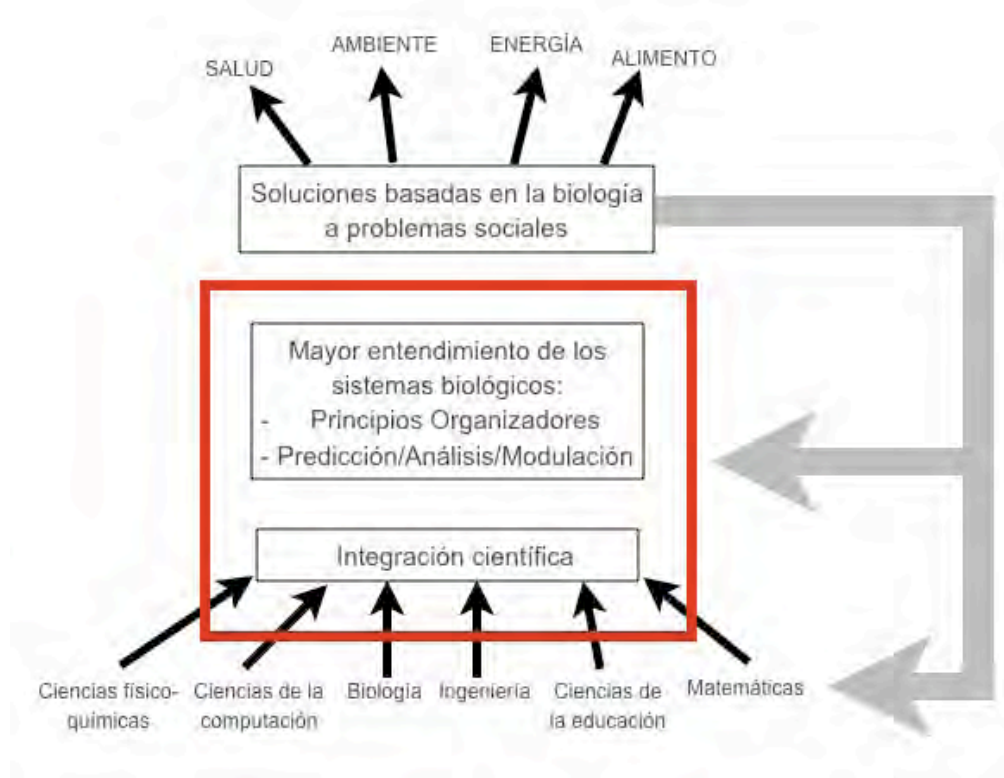 SALUD
AMBIENTE
ENERGÍA
ALIMENTO
Soluciones basadas en la biología
a problemas sociales
Mayor entendimiento de los
sistemas biológicos:
- Principios Organizadores
- Predicción/Análisis/Modulación
Integración científica
Ciencias físico-
químicas
Ciencias de la
computación
Biología
Ingeniería
Ciencias de
la educación
Matemáticas